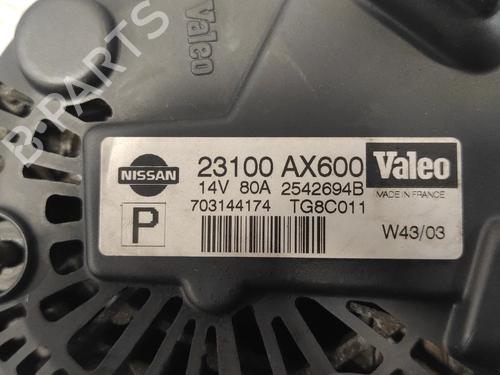 Valeo
B-PARTS
NISSAN
23100 AX600
Valeo
14V 80A 2542694B
MADE IN FRANCE
703144174 TG8C011
P
W43/03